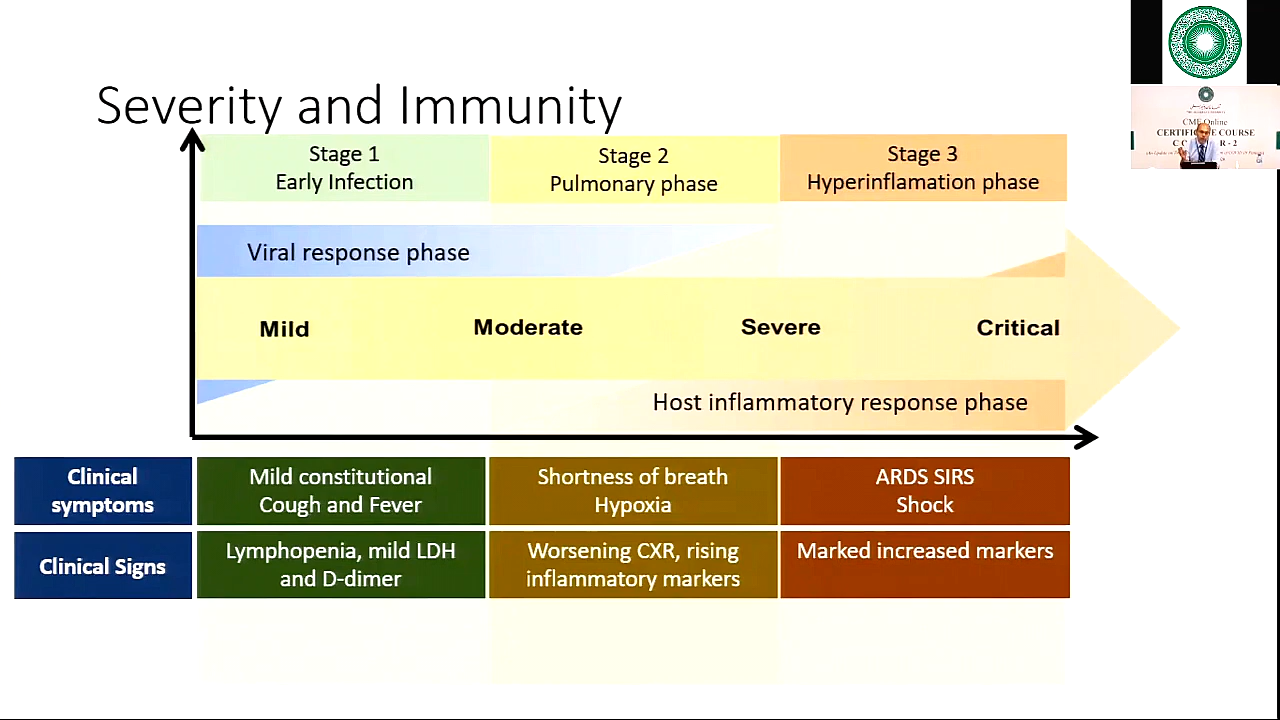 Severity and Immunity
Stage 1
Early Infection
Stage 2
Pulmonary phase
Stage 3
Hyperinflamation phase
Viral response phase
Mild
Moderate
Severe
Critical
Host inflammatory response phase
Clinical
symptoms
Mild constitutional
Cough and Fever
Shortness of breath
Hypoxia
ARDS SIRS
Shock
Clinical Signs
Lymphopenia, mild LDH
and D-dimer
Worsening CXR, rising
inflammatory markers
Marked increased markers
CME Online
COURSE